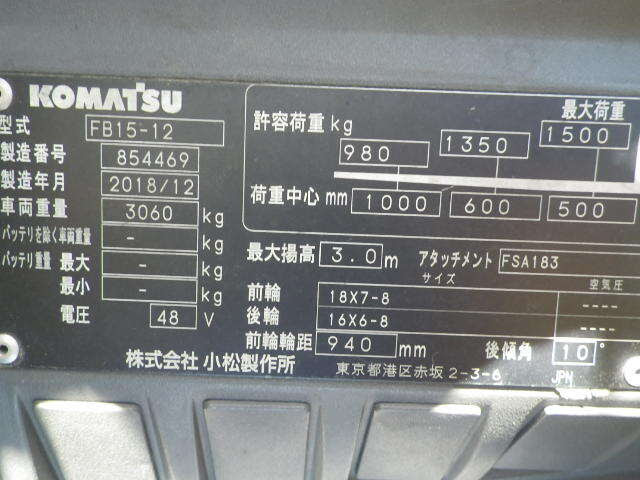 KOMATSU
型式 FB15-12
製造番号 854469
製造年月 2018/12
車両重量 3060 kg
バッテリを除く車両重量 - kg
バッテリ重量 最大 - kg
最小 - kg
電圧 48 V
株式会社 小松製作所
最大荷重
許容荷重 kg 980 1350 1500
荷重中心 mm 1000 600 500
最大揚高 3.0 m アタッチメント FSA183
サイズ 空気圧
前輪 18X7-8 ----
後輪 16X6-8 ----
前輪輪距 940 mm 後傾角 10°
東京都港区赤坂2-3-6 JPN